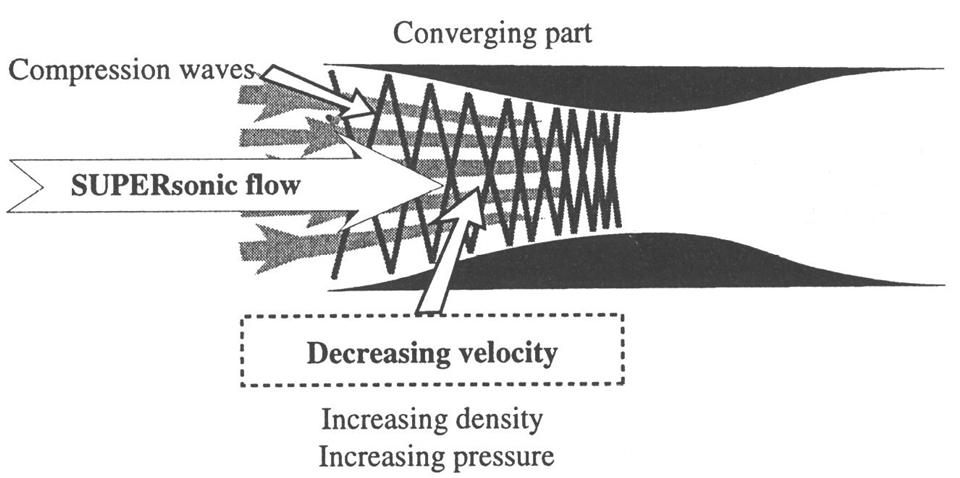 Converging part
Compression waves
SUPERsonic flow
Decreasing velocity
Increasing density
Increasing pressure